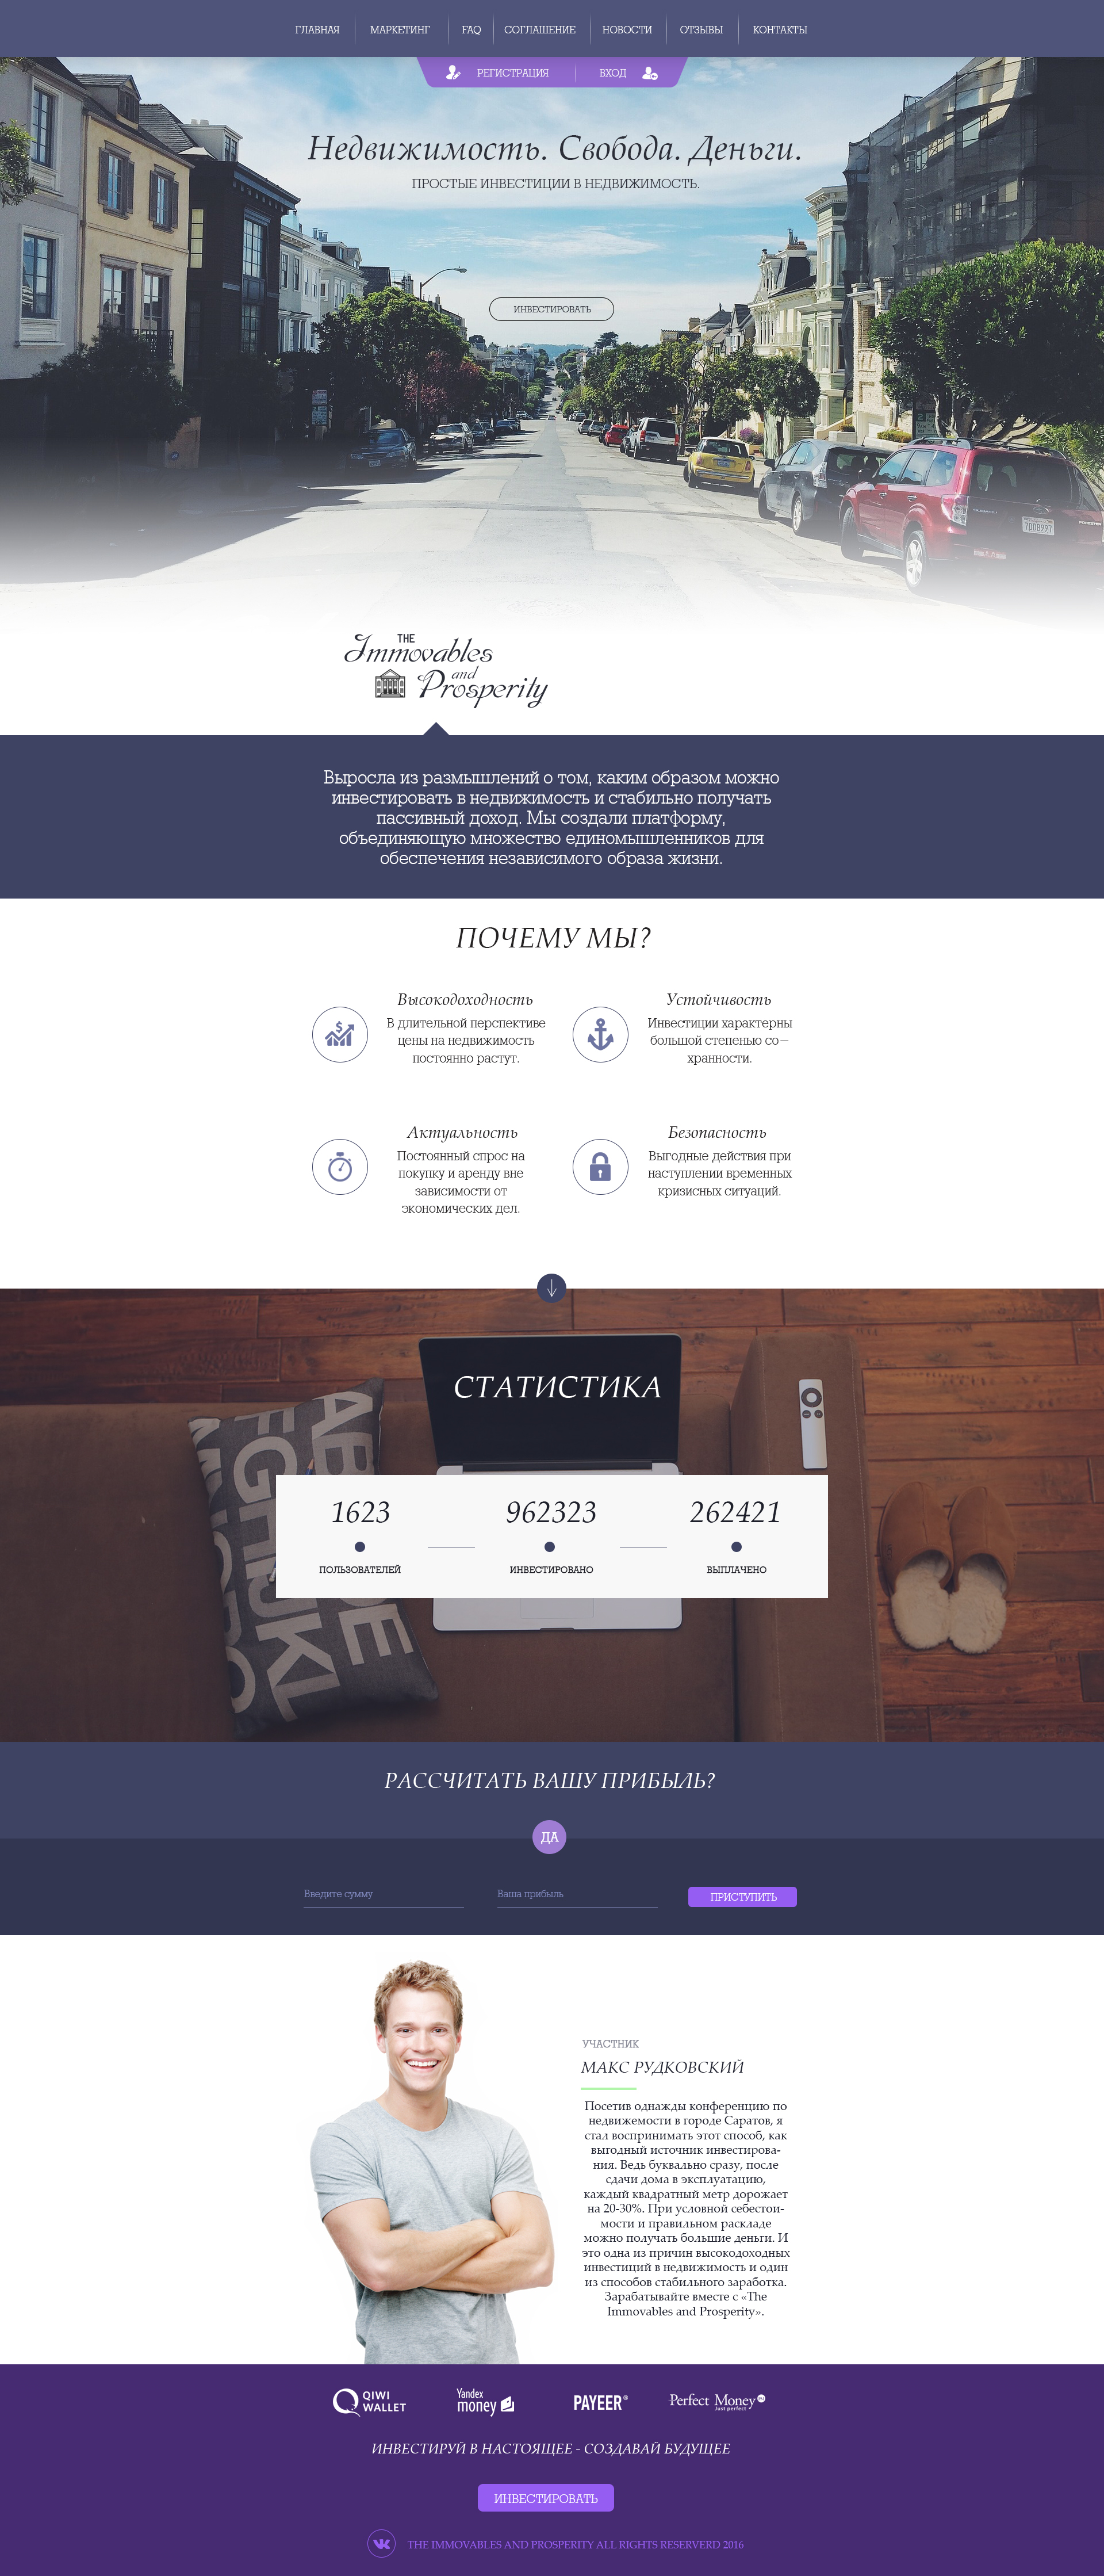 ГЛАВНАЯ МАРКЕТИНГ FAQ СОГЛАШЕНИЕ НОВОСТИ ОТЗЫВЫ КОНТАКТЫ
РЕГИСТРАЦИЯ ВХОД
Недвижимость. Свобода. Деньги.
ПРОСТЫЕ ИНВЕСТИЦИИ В НЕДВИЖИМОСТЬ.
ИНВЕСТИРОВАТЬ
THE
Immovables
and
Prosperity
Выросла из размышлений о том, каким образом можно
инвестировать в недвижимость и стабильно получать
пассивный доход. Мы создали платформу,
объединяющую множество единомышленников для
обеспечения независимого образа жизни.
ПОЧЕМУ МЫ?
Высокодоходность
В длительной перспективе
цены на недвижимость
постоянно растут.
Устойчивость
Инвестиции характерны
большой степенью со—
хранности.
Актуальность
Постоянный спрос на
покупку и аренду вне
зависимости от
экономических дел.
Безопасность
Выгодные действия при
наступлении временных
кризисных ситуаций.
СТАТИСТИКА
1623 962323 262421
ПОЛЬЗОВАТЕЛЕЙ ИНВЕСТИРОВАНО ВЫПЛАЧЕНО
РАССЧИТАТЬ ВАШУ ПРИБЫЛЬ?
ДА
Введите сумму Ваша прибыль ПРИСТУПИТЬ
УЧАСТНИК
МАКС РУДКОВСКИЙ
Посетив однажды конференцию по
недвижемости в городе Саратов, я
стал воспринимать этот способ, как
выгодный источник инвестирова-
ния. Ведь буквально сразу, после
сдачи дома в эксплуатацию,
каждый квадратный метр дорожает
на 20-30%. При условной себестои-
мости и правильном раскладе
можно получать большие деньги. И
это одна из причин высокодоходных
инвестиций в недвижимость и один
из способов стабильного заработка.
Зарабатывайте вместе с «The
Immovables and Prosperity».
QIWI
WALLET
Yandex
money
PAYEER®
Perfect Money
Just perfect
ИНВЕСТИРУЙ В НАСТОЯЩЕЕ - СОЗДАВАЙ БУДУЩЕЕ
ИНВЕСТИРОВАТЬ
THE IMMOVABLES AND PROSPERITY ALL RIGHTS RESERVERD 2016